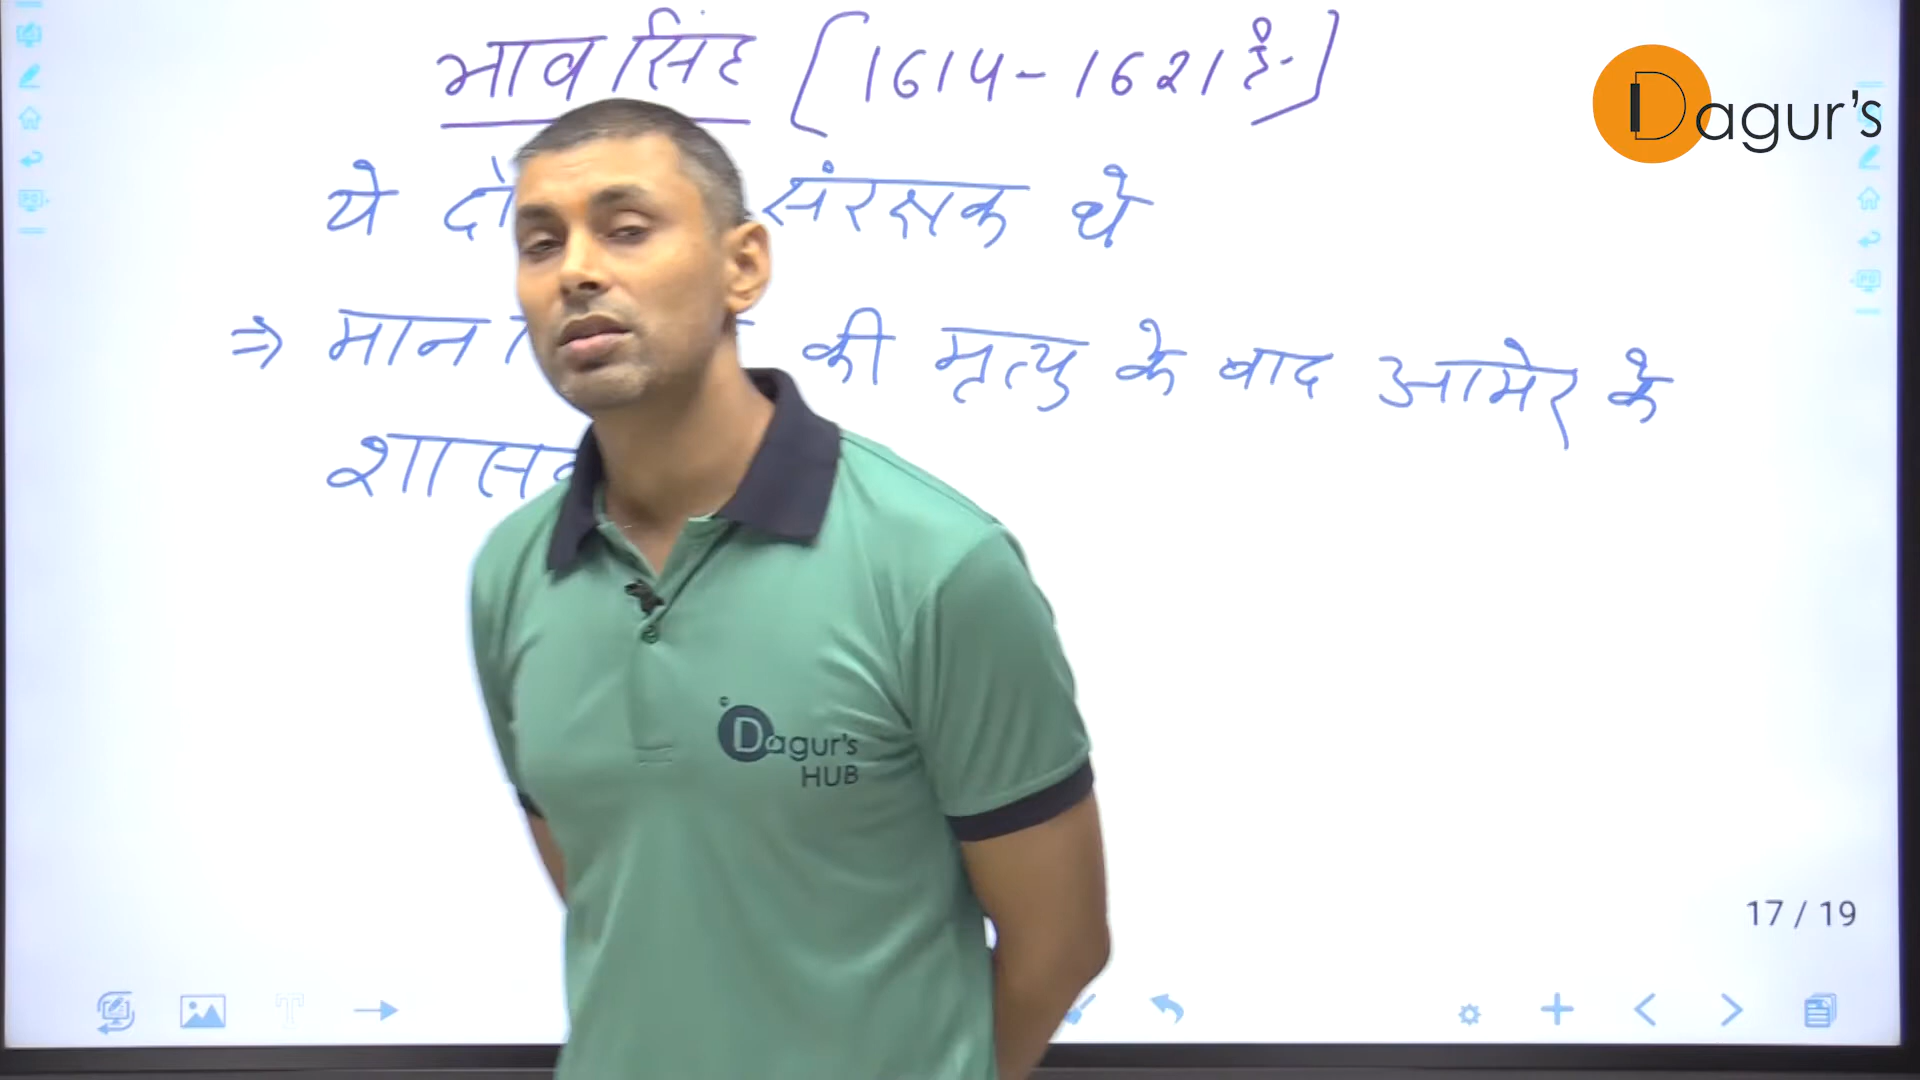 भाव सिंह [1614-1621 ई.]
ये संरक्षक थे
⇒ मान की मृत्यु के बाद आमेर के
Dagur's
Dagur's
HUB
17 / 19